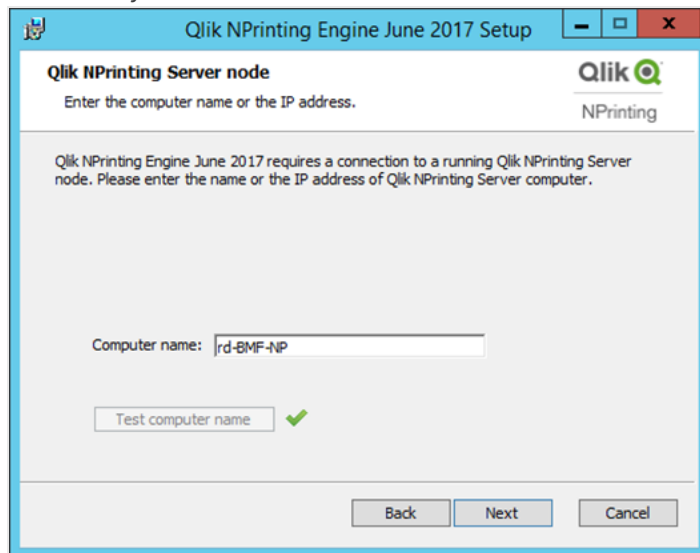 Qlik NPrinting Engine June 2017 Setup
Qlik NPrinting Server node
Enter the computer name or the IP address.
Qlik
NPrinting
Qlik NPrinting Engine June 2017 requires a connection to a running Qlik NPrinting Server
node. Please enter the name or the IP address of Qlik NPrinting Server computer.
Computer name: rd-BMF-NP
Test computer name
Back Next Cancel